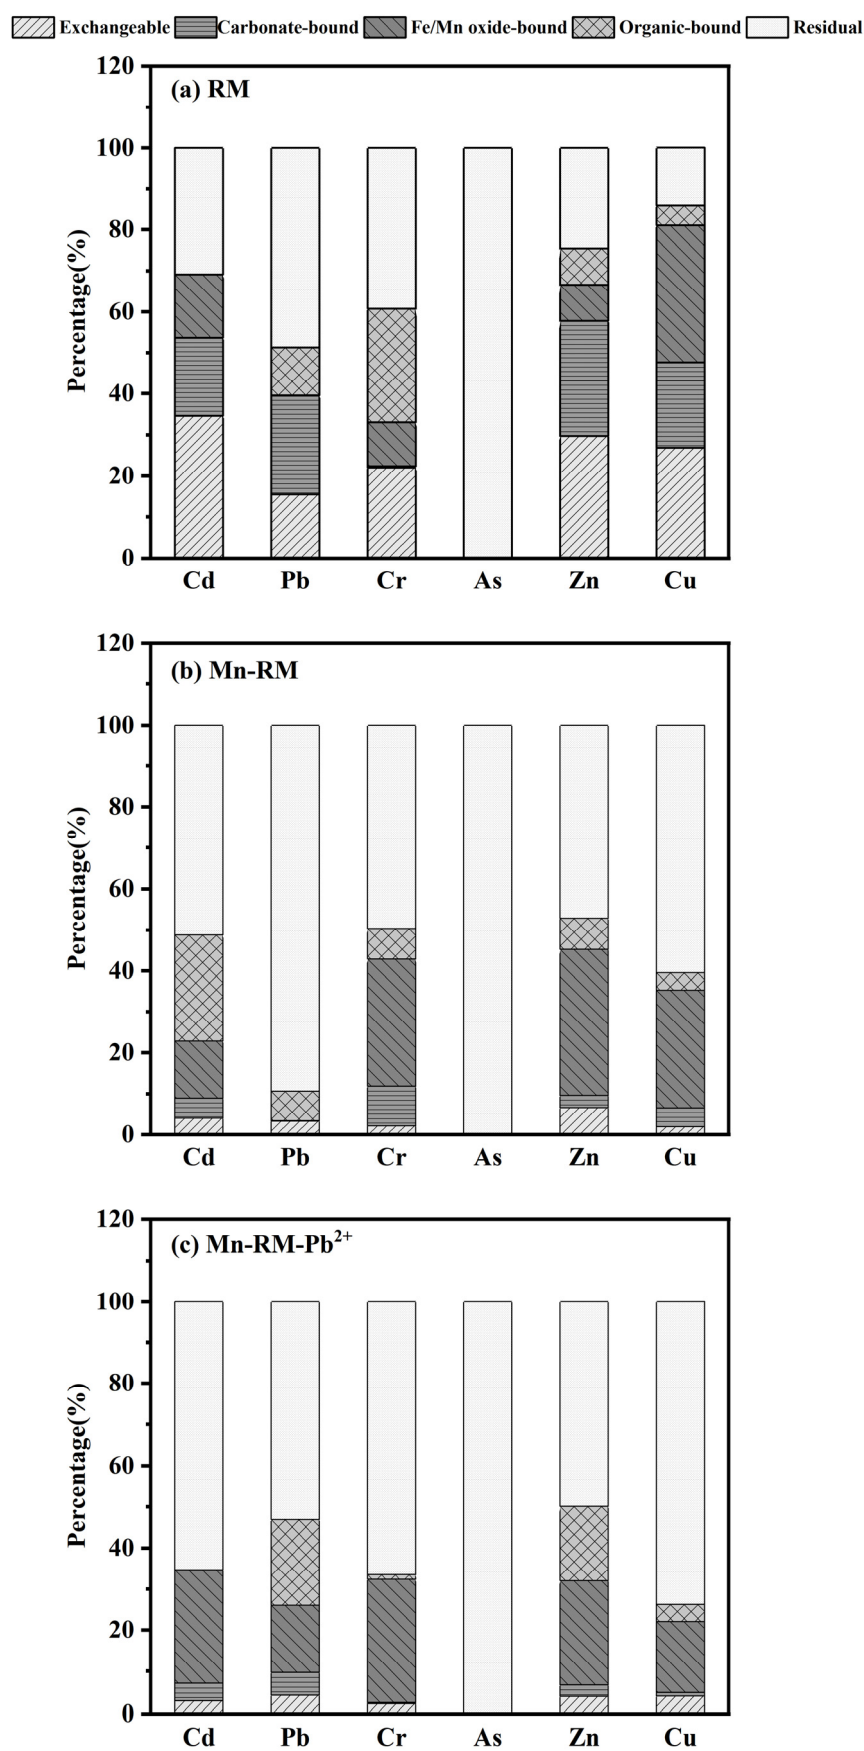 Exchangeable Carbonate-bound Fe/Mn oxide-bound Organic-bound Residual
120
(a) RM
100
80
60
40
20
0
Percentage(%)
Cd Pb Cr As Zn Cu
120
(b) Mn-RM
100
80
60
40
20
0
Percentage(%)
Cd Pb Cr As Zn Cu
120
(c) Mn-RM-Pb²⁺
100
80
60
40
20
0
Percentage(%)
Cd Pb Cr As Zn Cu